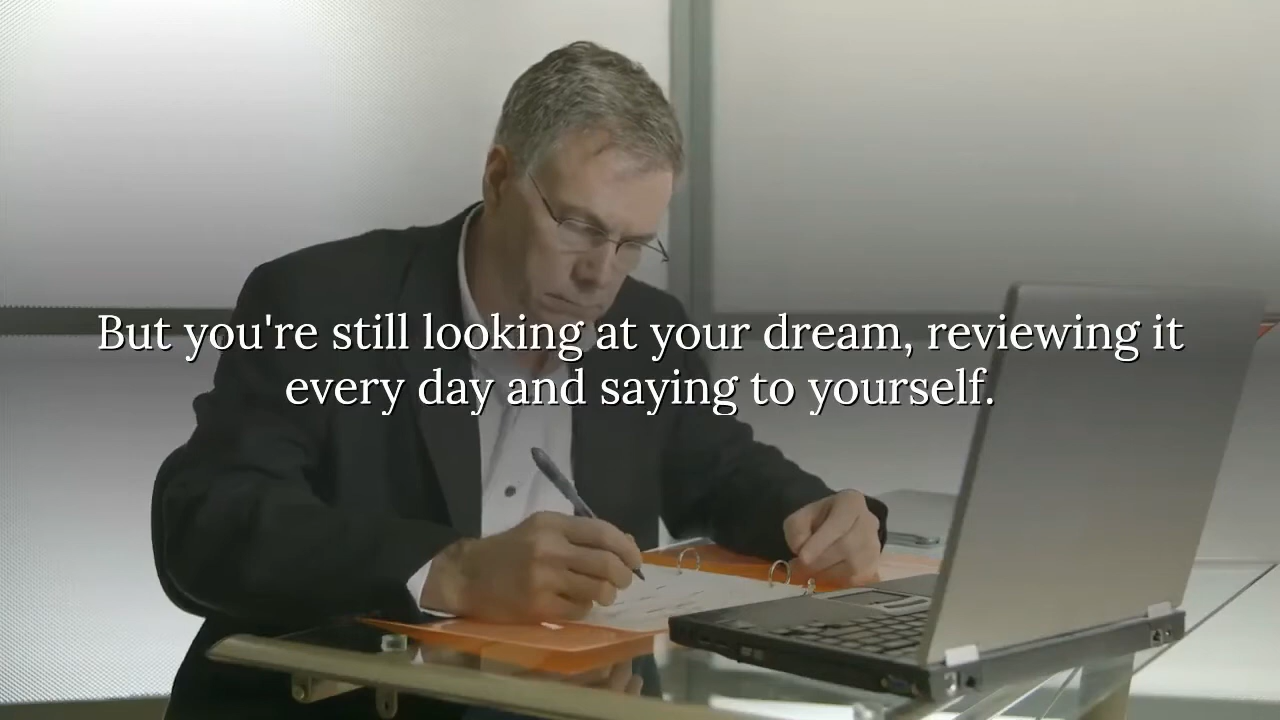 But you're still looking at your dream, reviewing it
every day and saying to yourself.